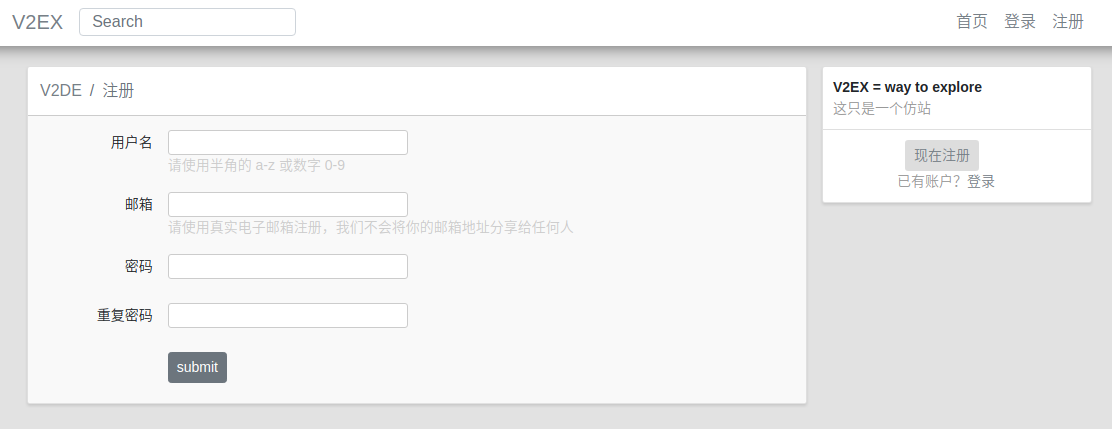 V2EX Search 首页 登录 注册
V2DE / 注册
用户名
请使用半角的 a-z 或数字 0-9
邮箱
请使用真实电子邮箱注册，我们不会将你的邮箱地址分享给任何人
密码
重复密码
submit
V2EX = way to explore
这只是一个仿站
现在注册
已有账户？登录